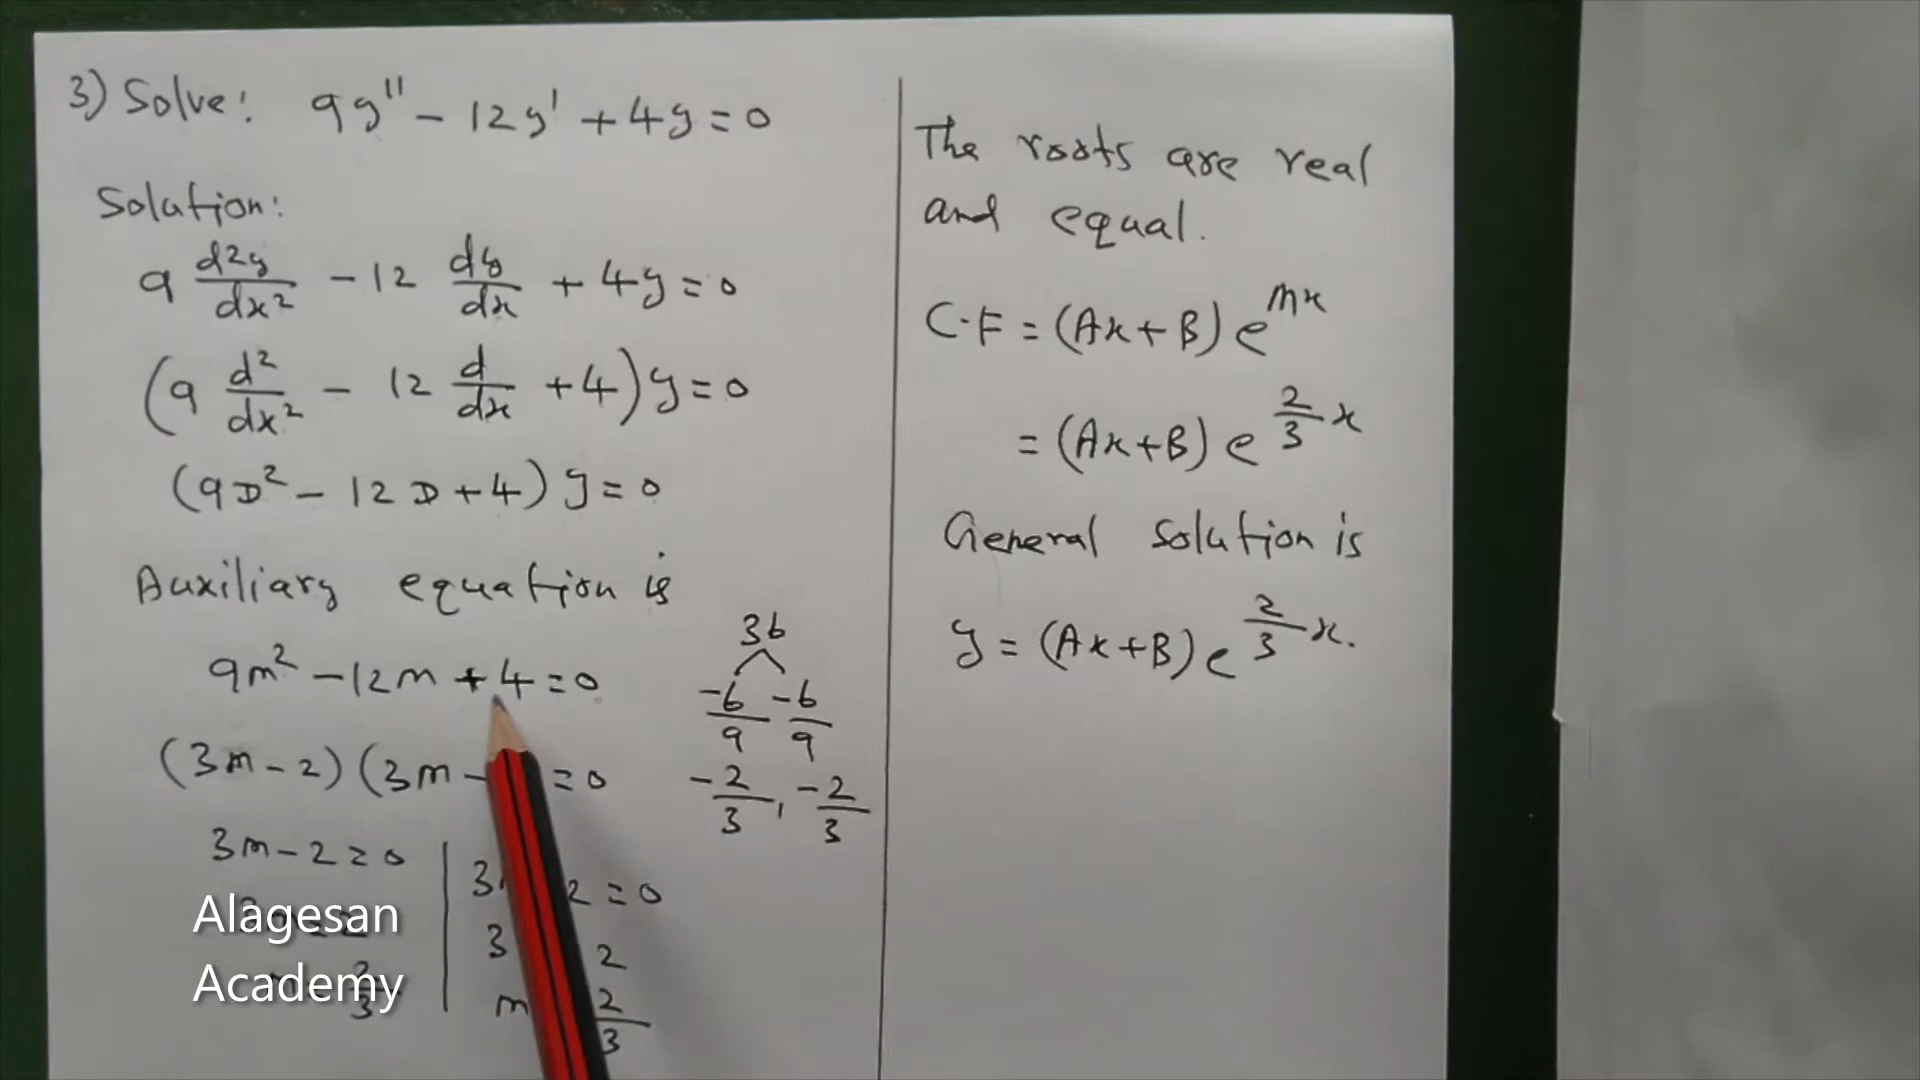 3) Solve: 9y'' - 12y' + 4y = 0
Solution:
9 d²y/dx² - 12 dy/dx + 4y = 0
(9 d²/dx² - 12 d/dx + 4) y = 0
(9D² - 12D + 4) y = 0
Auxiliary equation is
9m² - 12m + 4 = 0
(3m - 2) (3m - = 0
3m - 2 = 0
3 2 = 0
3 2
m 2/3
36
-6/9 -6/9
-2/3, -2/3
The roots are real
and equal.
C.F = (Ax + B) e^mx
= (Ax + B) e^2/3 x
General solution is
y = (Ax + B) e^2/3 x.
Alagesan
Academy